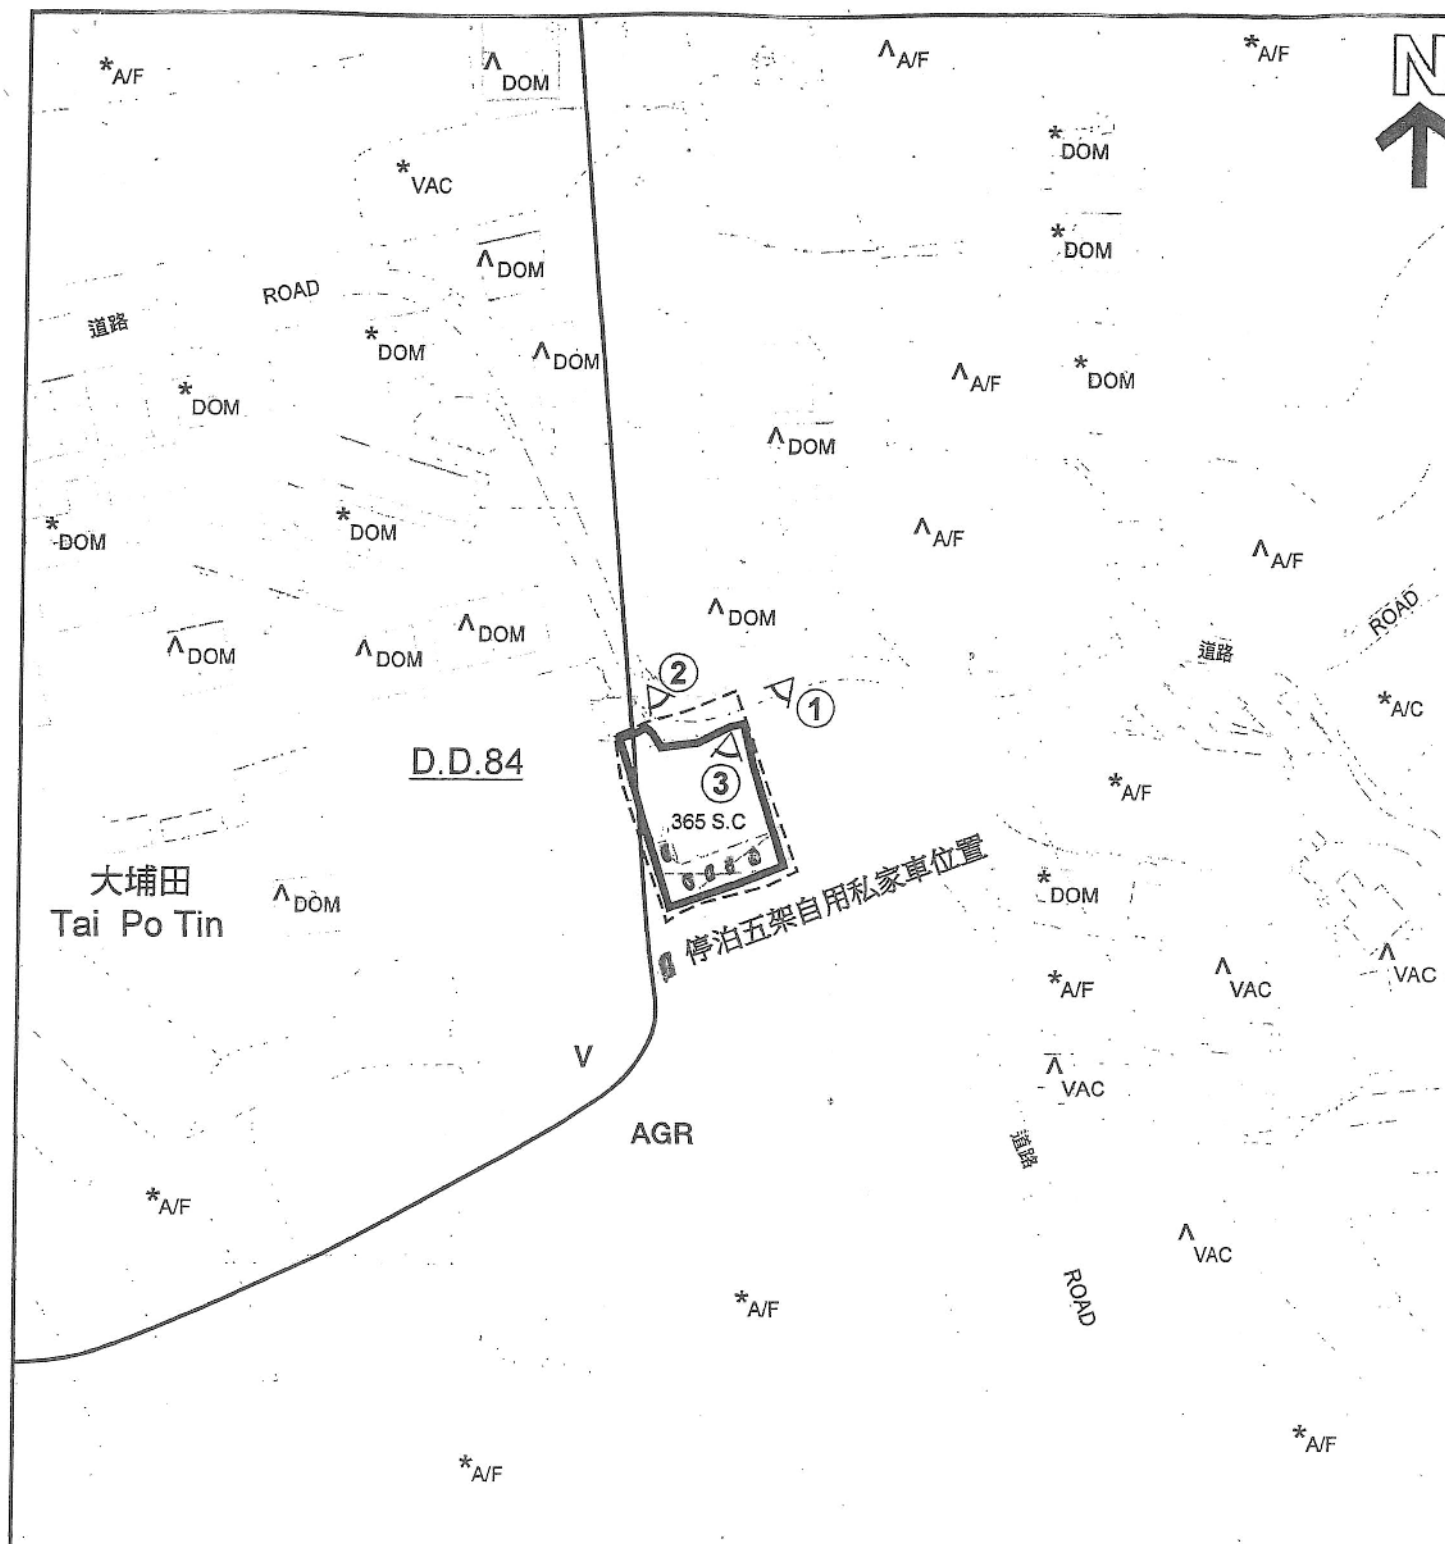 *A/F
^DOM
^A/F
*A/F
N
*DOM
*VAC
*DOM
^DOM
ROAD
道路
*DOM
^DOM
^A/F
*DOM
*DOM
^DOM
*DOM
*DOM
^A/F
^A/F
^DOM
^DOM
ROAD
^DOM
^DOM
道路
②
①
*A/C
D.D.84
③
*A/F
365 S.C
大埔田
Tai Po Tin
^DOM
停泊五架自用私家車位置
*DOM
*A/F
^VAC
^VAC
V
^VAC
AGR
道路
*A/F
^VAC
ROAD
*A/F
*A/F
*A/F